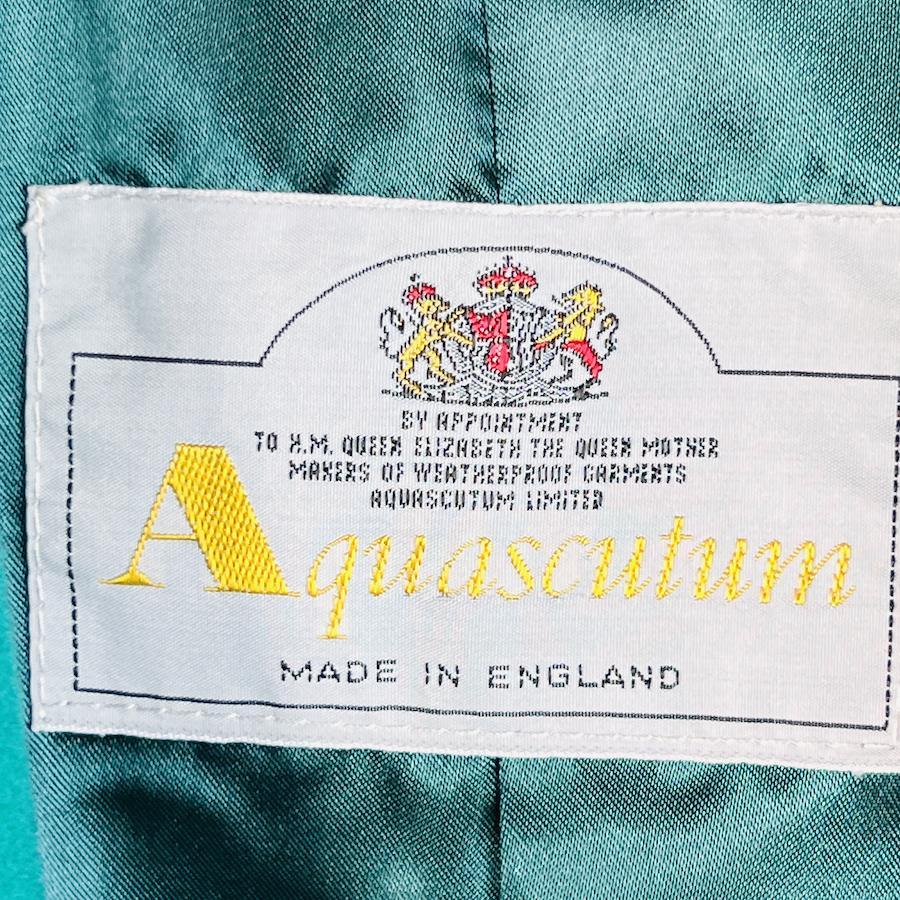 BY APPOINTMENT
TO H.M. QUEEN ELIZABETH THE QUEEN MOTHER
MAKERS OF WEATHERPROOF GARMENTS
AQUASCUTUM LIMITED
Aquascutum
MADE IN ENGLAND